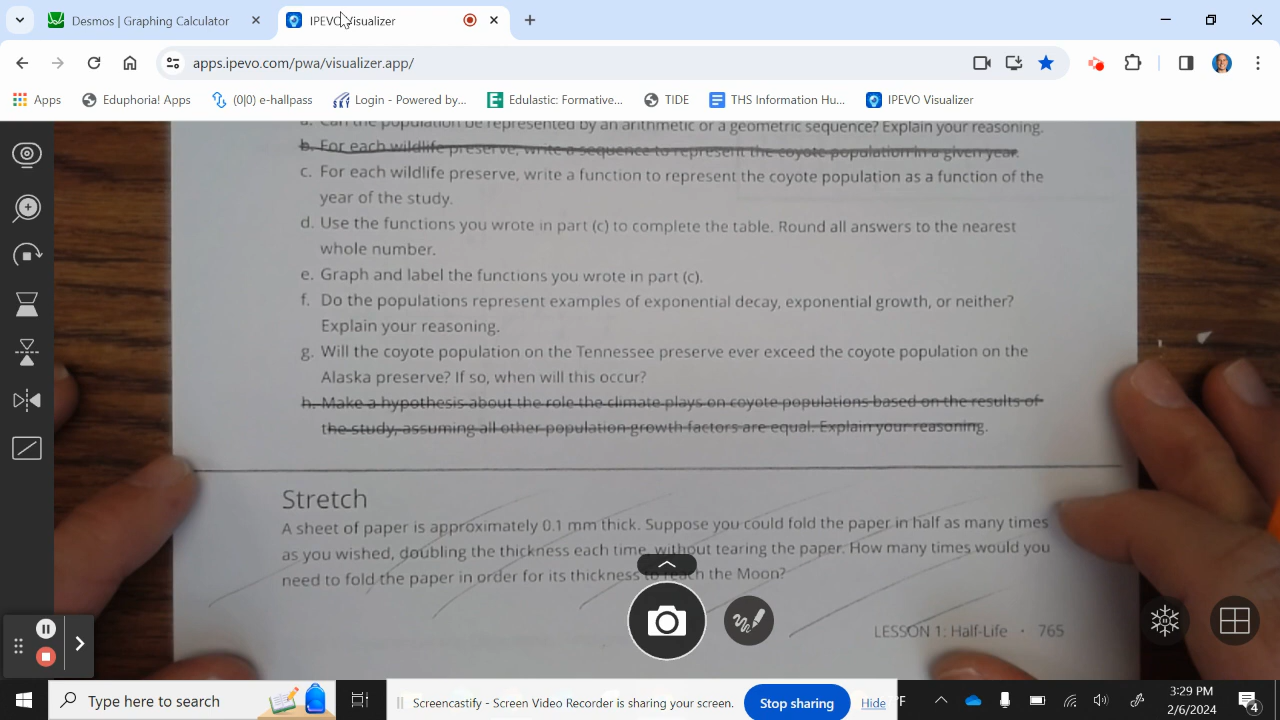 Desmos | Graphing Calculator
IPEVO Visualizer
apps.ipevo.com/pwa/visualizer.app/
Apps
Eduphoria! Apps
(0|0) e-hallpass
Login - Powered by...
Edulastic: Formative...
TIDE
THS Information Hu...
IPEVO Visualizer
a. Can the population be represented by an arithmetic or a geometric sequence? Explain your reasoning.
b. For each wildlife preserve, write a sequence to represent the coyote population in a given year.
c. For each wildlife preserve, write a function to represent the coyote population as a function of the
year of the study.
d. Use the functions you wrote in part (c) to complete the table. Round all answers to the nearest
whole number.
e. Graph and label the functions you wrote in part (c).
f. Do the populations represent examples of exponential decay, exponential growth, or neither?
Explain your reasoning.
g. Will the coyote population on the Tennessee preserve ever exceed the coyote population on the
Alaska preserve? If so, when will this occur?
h. Make a hypothesis about the role the climate plays on coyote populations based on the results of
the study, assuming all other population growth factors are equal. Explain your reasoning.
Stretch
A sheet of paper is approximately 0.1 mm thick. Suppose you could fold the paper in half as many times
as you wished, doubling the thickness each time, without tearing the paper. How many times would you
need to fold the paper in order for its thickness to reach the Moon?
LESSON 1: Half-Life • 765
Type here to search
Screencastify - Screen Video Recorder is sharing your screen.
Stop sharing
Hide
F
3:29 PM
2/6/2024
4